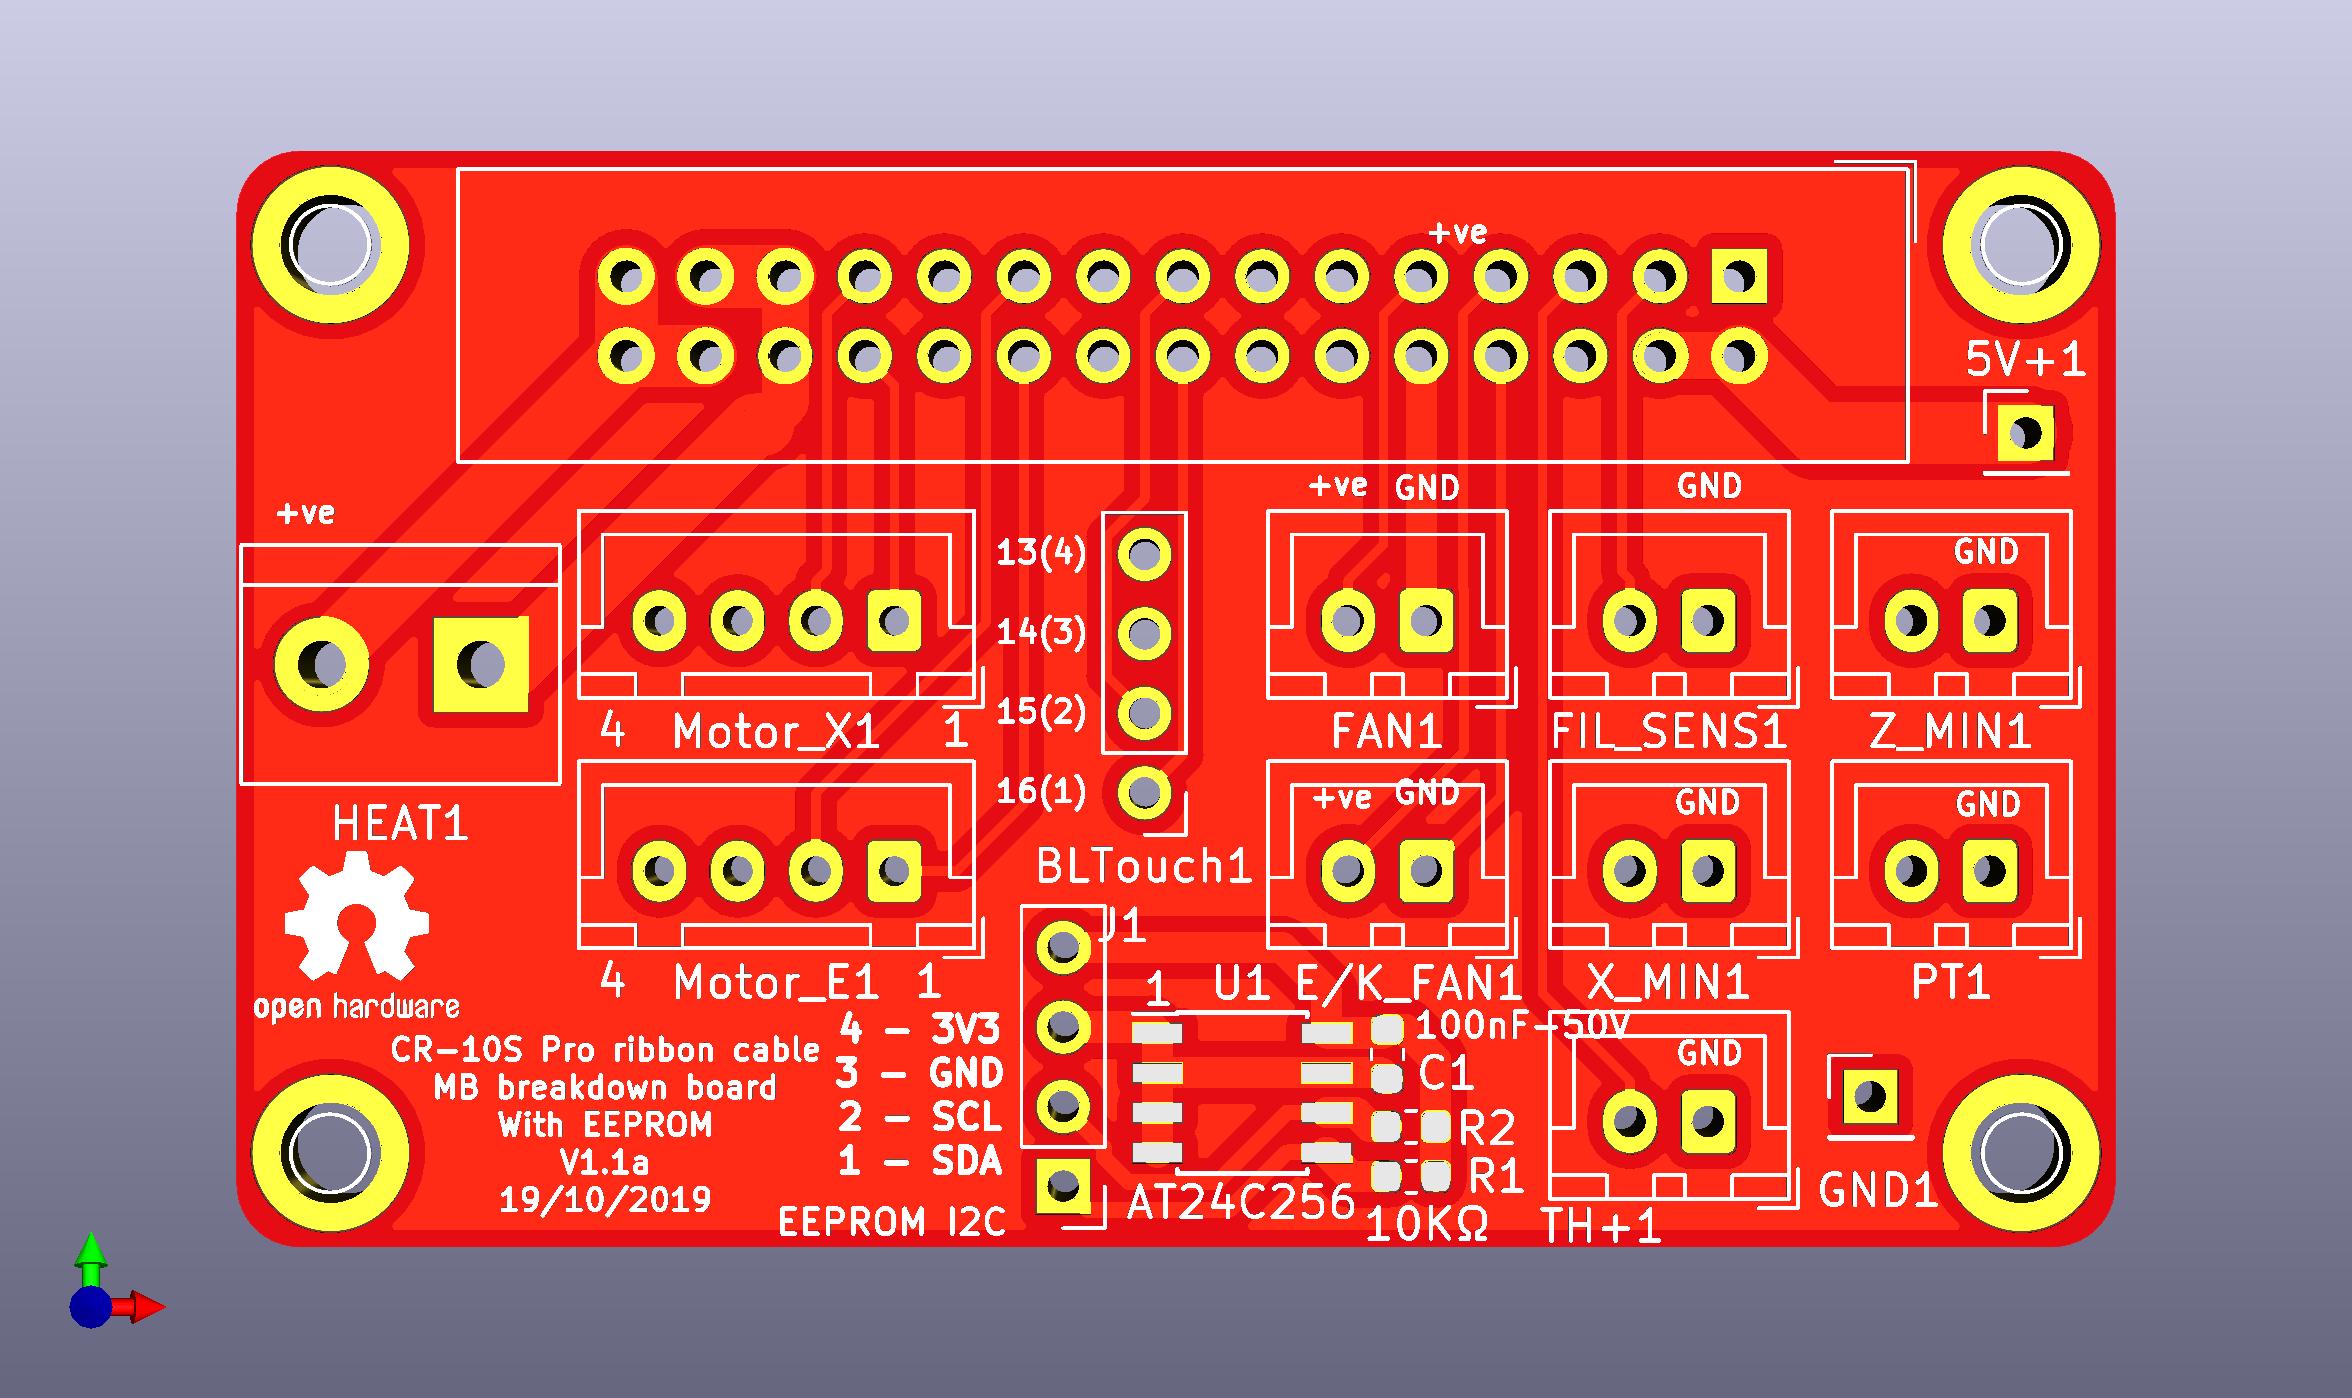 +ve
5V+1
+ve GND
GND
+ve
GND
13(4)
14(3)
15(2)
16(1)
4 Motor_X1 1
FAN1
FIL_SENS1
Z_MIN1
HEAT1
+ve GND
GND
GND
BLTouch1
J1
4 Motor_E1 1
1
U1
E/K_FAN1
X_MIN1
PT1
open hardware
CR-10S Pro ribbon cable
MB breakdown board
With EEPROM
V1.1a
19/10/2019
4 - 3V3
3 - GND
2 - SCL
1 - SDA
EEPROM I2C
100nF-50V
C1
R2
R1
AT24C256
10KΩ
GND
TH+1
GND1